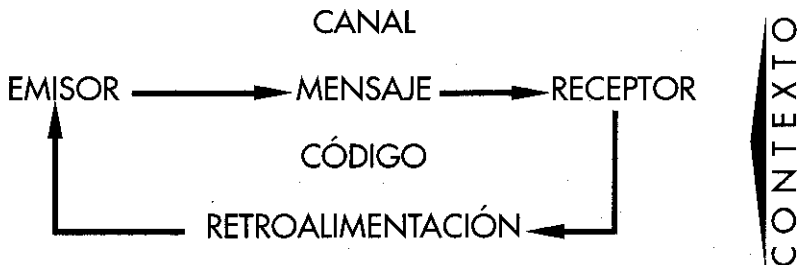 CANAL
EMISOR MENSAJE RECEPTOR
CÓDIGO
RETROALIMENTACIÓN
CONTEXTO